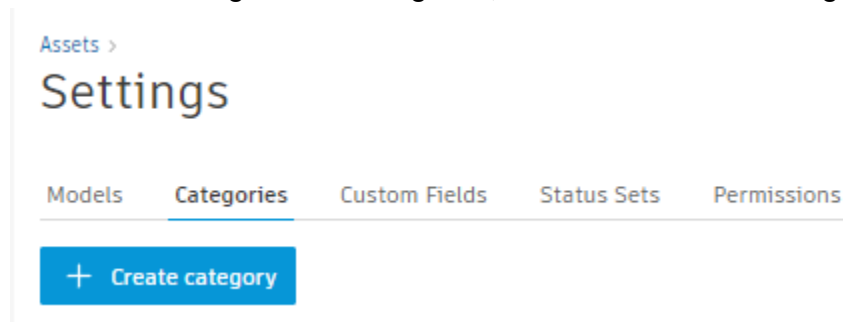 Assets >
Settings
Models Categories Custom Fields Status Sets Permissions
+ Create category